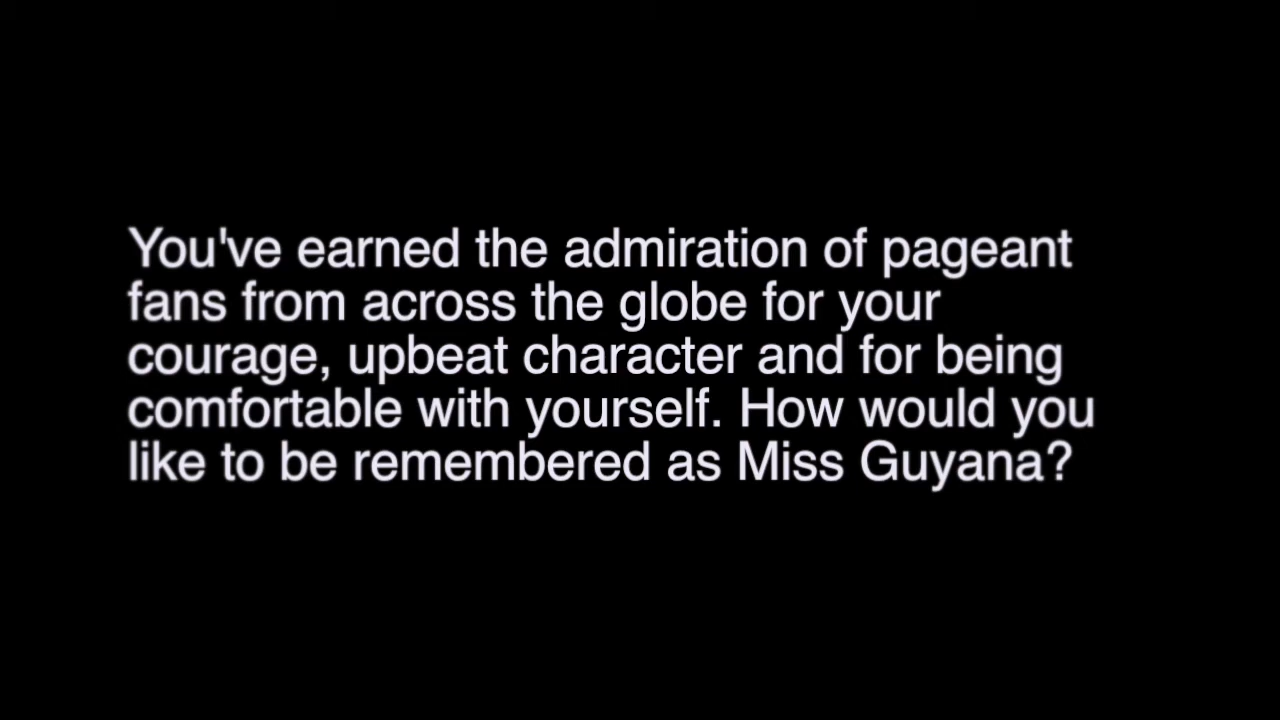 You've earned the admiration of pageant
fans from across the globe for your
courage, upbeat character and for being
comfortable with yourself. How would you
like to be remembered as Miss Guyana?